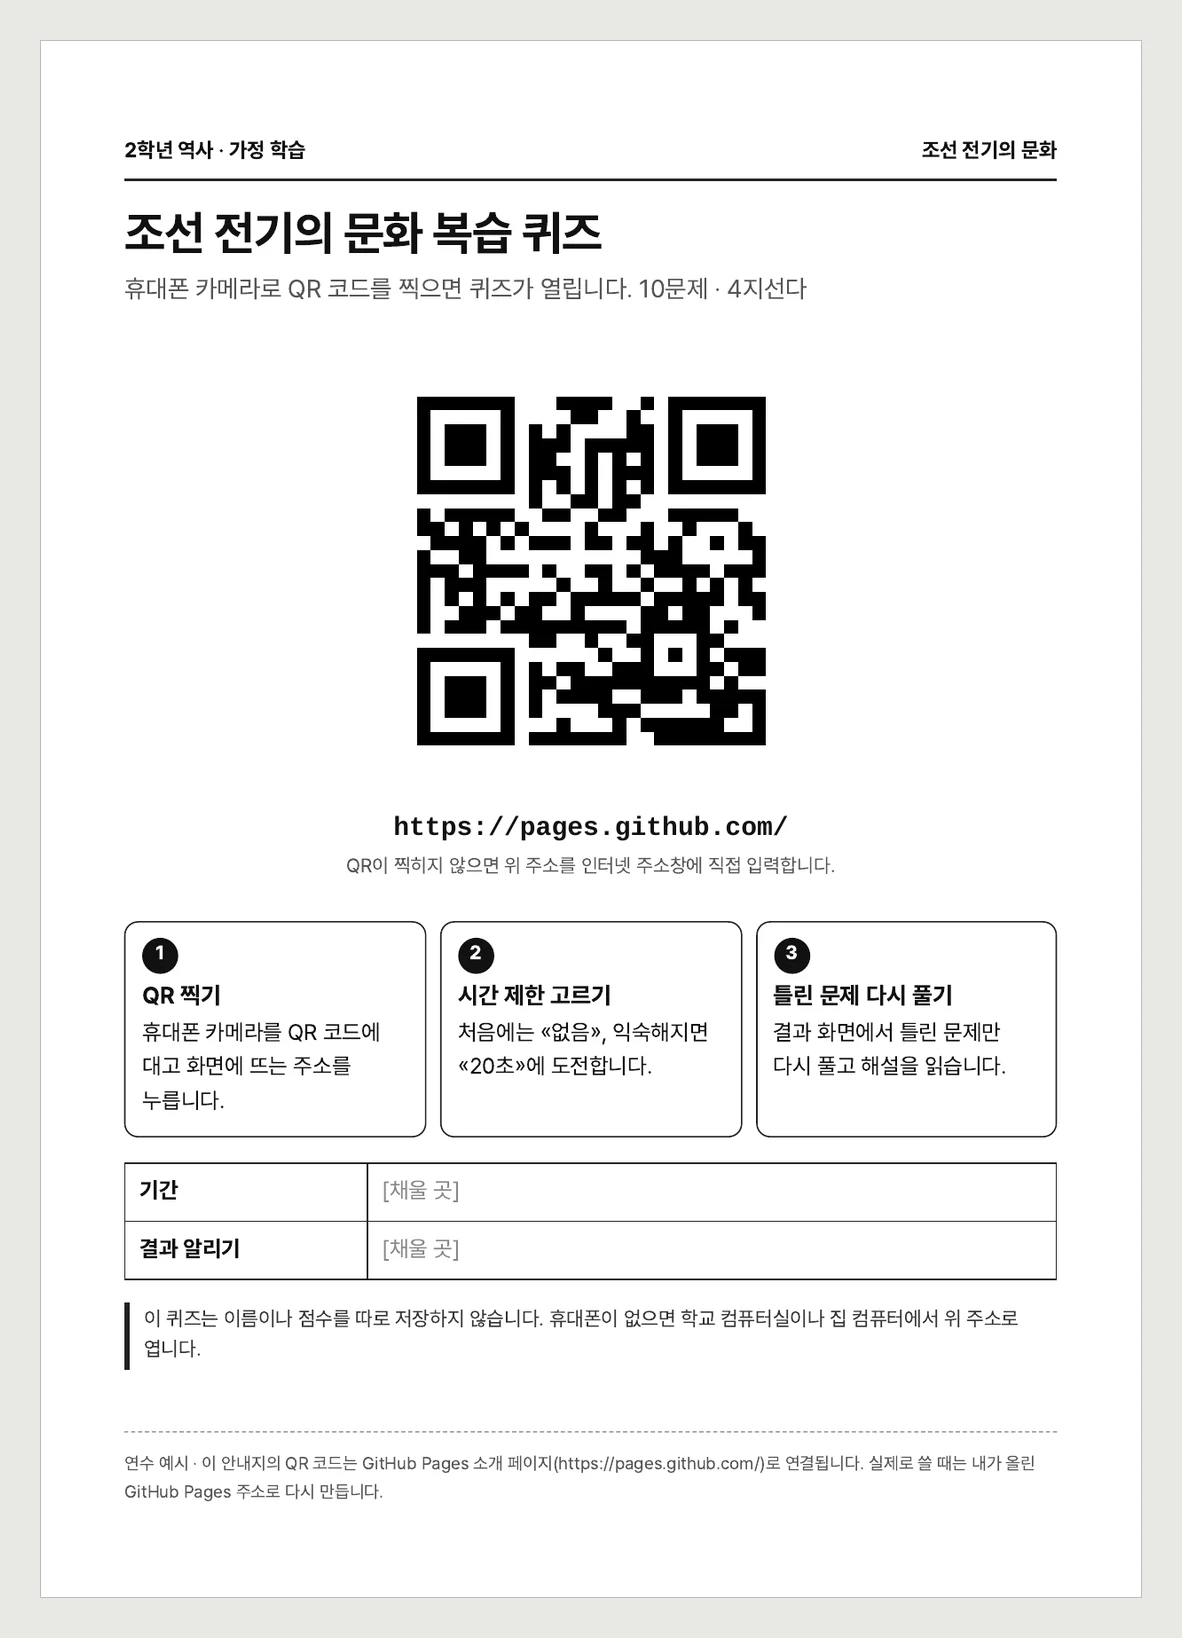 2학년 역사 · 가정 학습
조선 전기의 문화
조선 전기의 문화 복습 퀴즈
휴대폰 카메라로 QR 코드를 찍으면 퀴즈가 열립니다. 10문제 · 4지선다
https://pages.github.com/
QR이 찍히지 않으면 위 주소를 인터넷 주소창에 직접 입력합니다.
1
QR 찍기
휴대폰 카메라를 QR 코드에
대고 화면에 뜨는 주소를
누릅니다.
2
시간 제한 고르기
처음에는 «없음», 익숙해지면
«20초»에 도전합니다.
3
틀린 문제 다시 풀기
결과 화면에서 틀린 문제만
다시 풀고 해설을 읽습니다.
기간
[채울 곳]
결과 알리기
[채울 곳]
이 퀴즈는 이름이나 점수를 따로 저장하지 않습니다. 휴대폰이 없으면 학교 컴퓨터실이나 집 컴퓨터에서 위 주소로
엽니다.
연수 예시 · 이 안내지의 QR 코드는 GitHub Pages 소개 페이지(https://pages.github.com/)로 연결됩니다. 실제로 쓸 때는 내가 올린
GitHub Pages 주소로 다시 만듭니다.